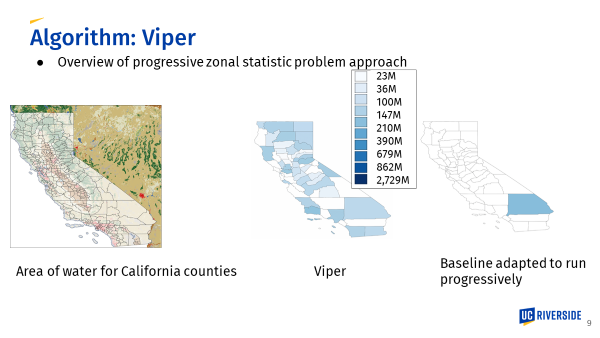 Algorithm: Viper
● Overview of progressive zonal statistic problem approach
23M
36M
100M
147M
210M
390M
679M
862M
2,729M
Area of water for California counties
Viper
Baseline adapted to run
progressively
UC RIVERSIDE
9